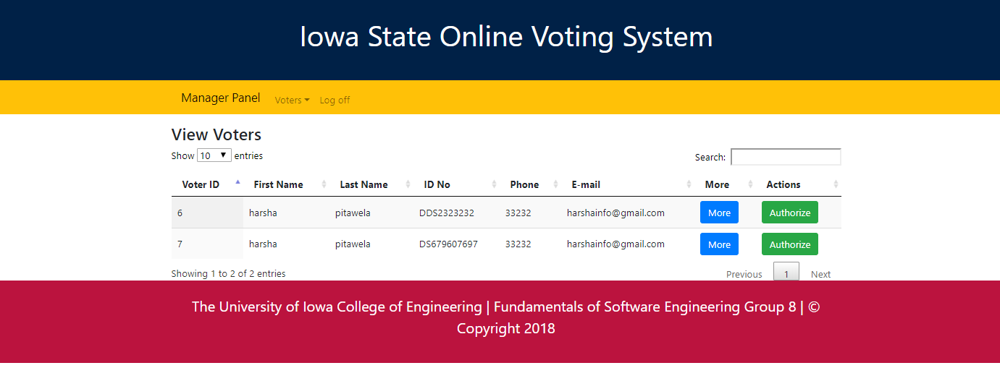 Iowa State Online Voting System
Manager Panel Voters Log off
View Voters
Show 10 entries Search:
Voter ID First Name Last Name ID No Phone E-mail More Actions
6 harsha pitawela DDS2323232 33232 harshainfo@gmail.com More Authorize
7 harsha pitawela DS679607697 33232 harshainfo@gmail.com More Authorize
Showing 1 to 2 of 2 entries Previous 1 Next
The University of Iowa College of Engineering | Fundamentals of Software Engineering Group 8 | ©
Copyright 2018